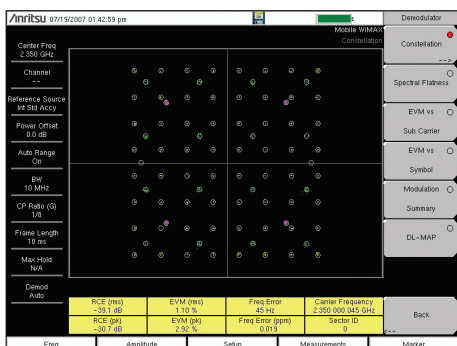 Anritsu 07/19/2007 01:42:59 pm
Mobile WiMAX
Constellation
Center Freq
2.350 GHz
Channel
--
Reference Source
Int Std Accy
Power Offset
0.0 dB
Auto Range
On
BW
10 MHz
CP Ratio (G)
1/8
Frame Length
10 ms
Max Hold
N/A
Demod
Auto
RCE (rms)
-39.1 dB
EVM (rms)
1.10 %
Freq Error
45 Hz
Carrier Frequency
2.350 000 045 GHz
RCE (pk)
-30.7 dB
EVM (pk)
2.92 %
Freq Error (ppm)
0.019
Sector ID
0
Demodulator
Constellation
-->
Spectral Flatness
EVM vs
Sub Carrier
EVM vs
Symbol
Modulation
Summary
DL-MAP
Back
<--
Freq
Amplitude
Setup
Measurements
Marker